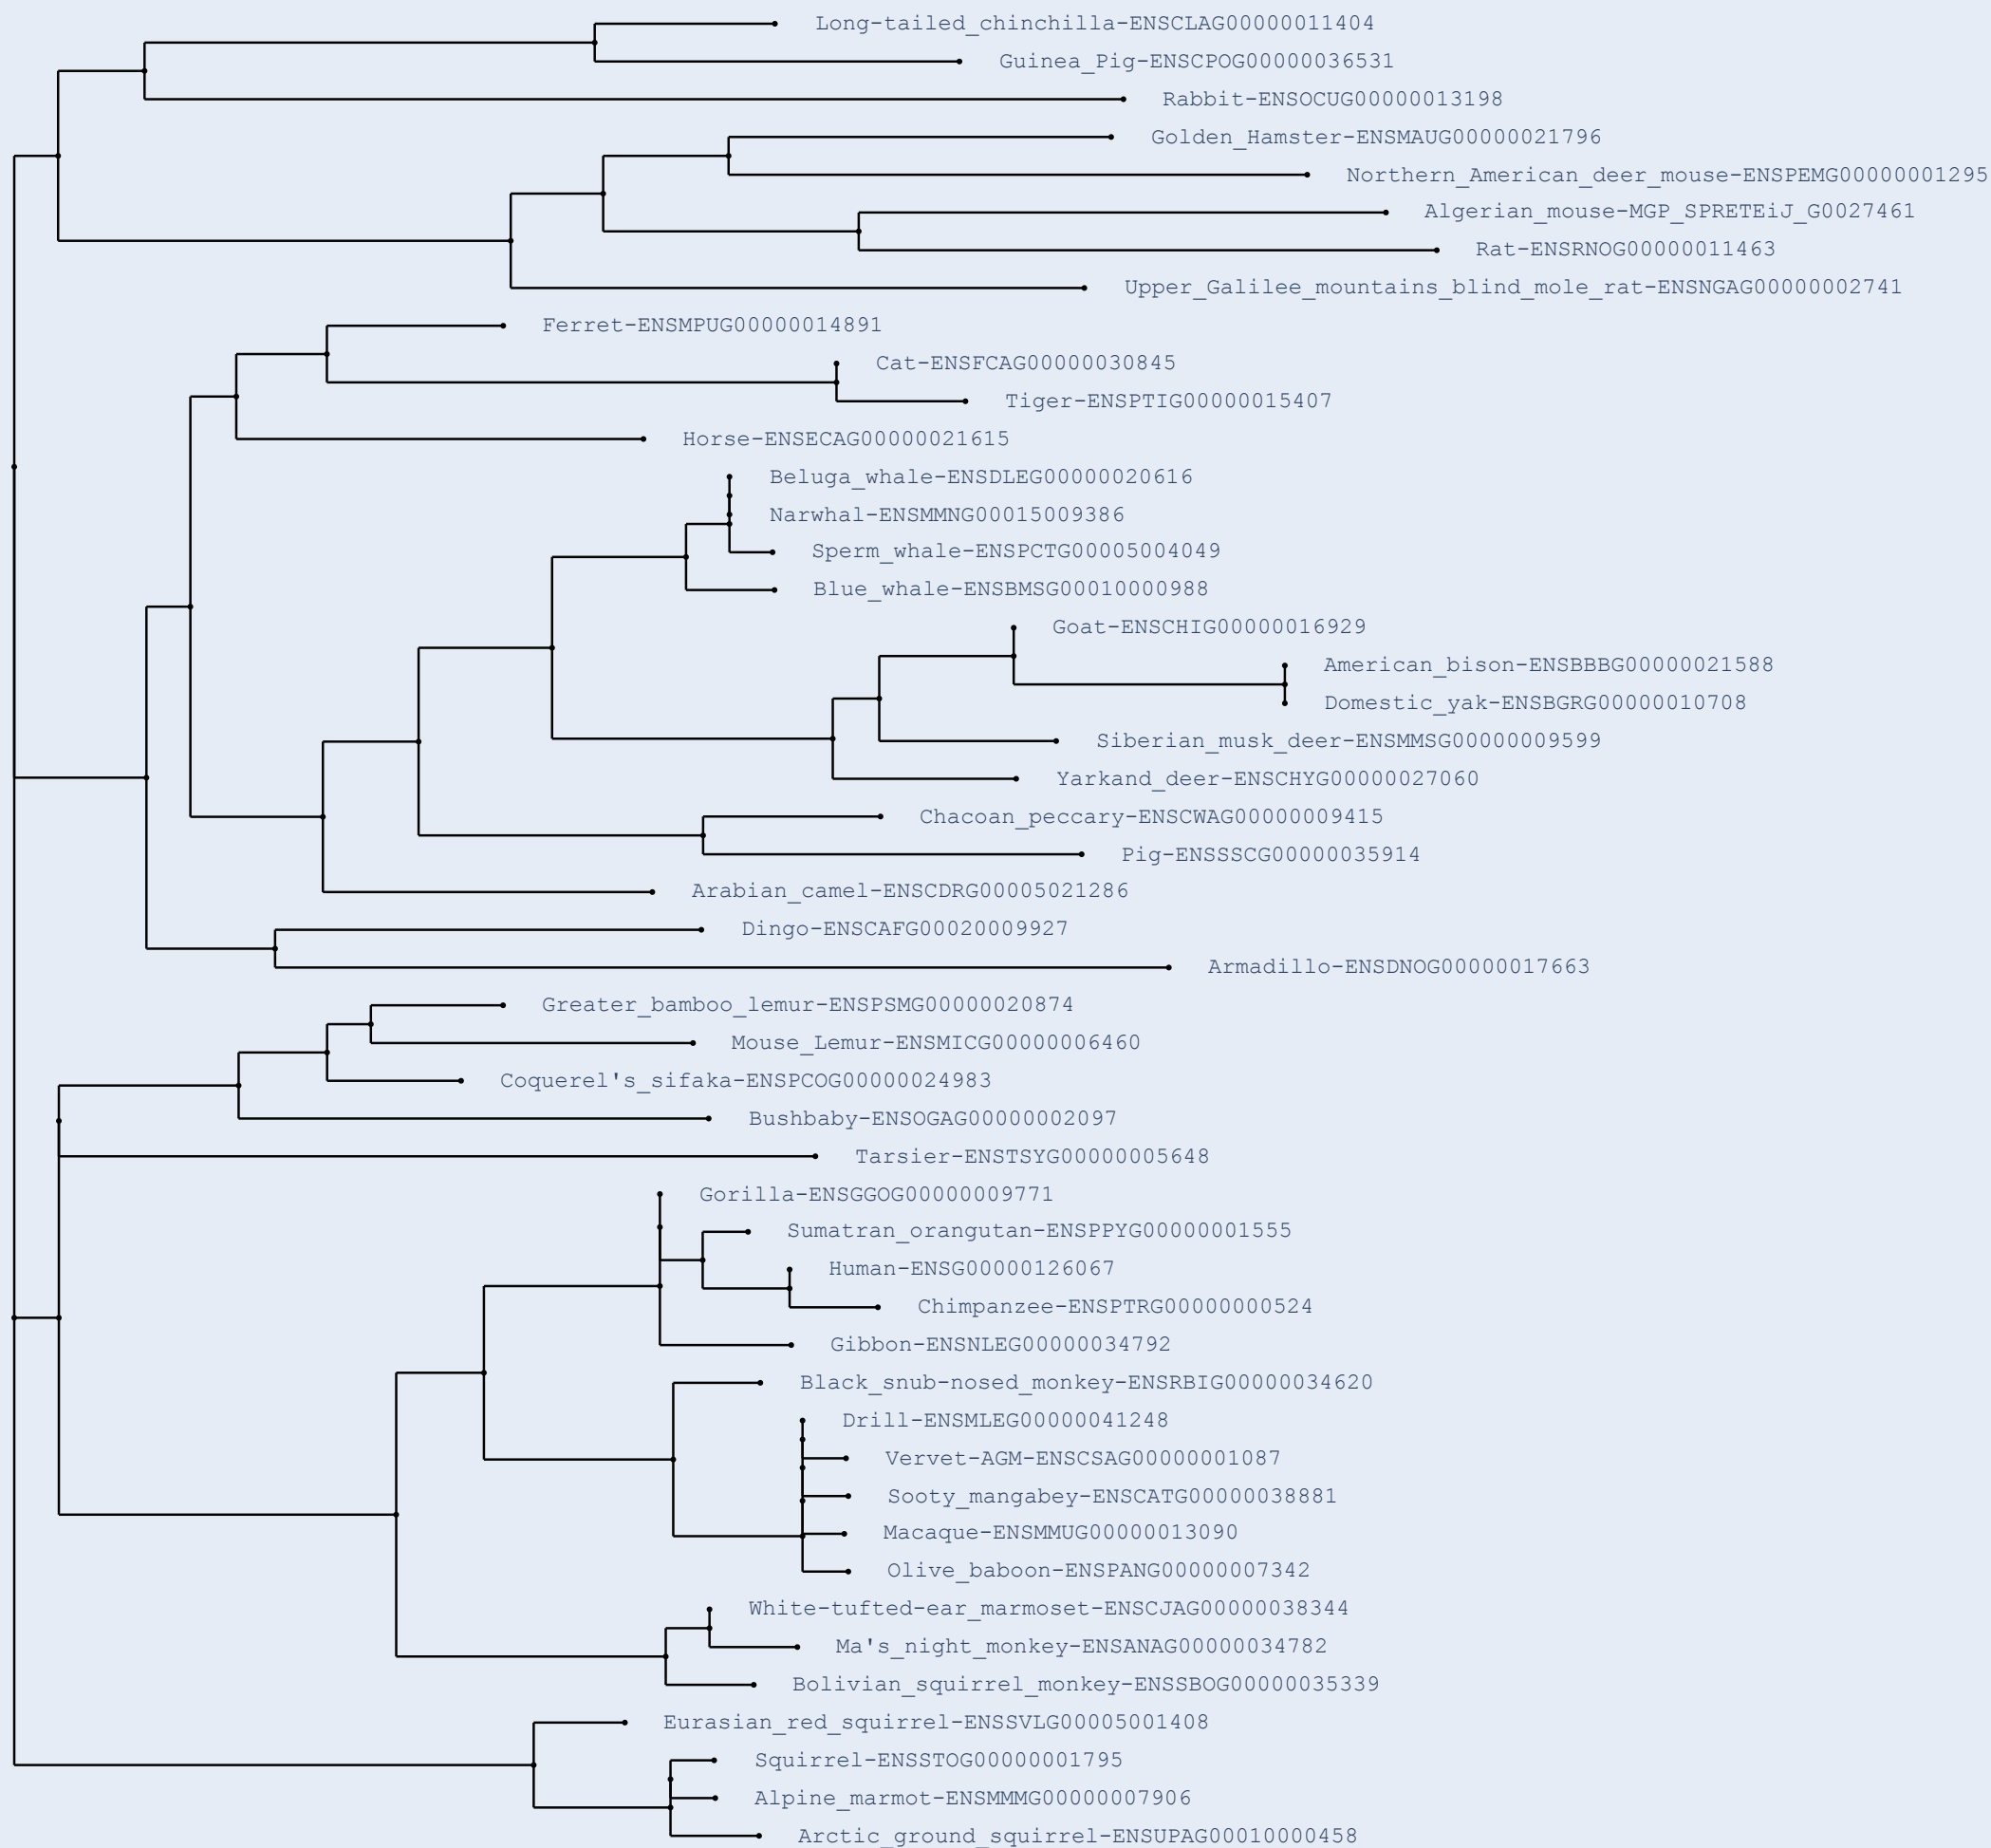 Long-tailed_chinchilla-ENSCLAG00000011404
Guinea_Pig-ENSCPOG00000036531
Rabbit-ENSOCUG00000013198
Golden_Hamster-ENSMAUG00000021796
Northern_American_deer_mouse-ENSPEMG00000001295
Algerian_mouse-MGP_SPRETEiJ_G0027461
Rat-ENSRNOG00000011463
Upper_Galilee_mountains_blind_mole_rat-ENSNGAG00000002741
Ferret-ENSMPUG00000014891
Cat-ENSFCAG00000030845
Tiger-ENSPTIG00000015407
Horse-ENSECAG00000021615
Beluga_whale-ENSDLEG00000020616
Narwhal-ENSMMNG00015009386
Sperm_whale-ENSPCTG00005004049
Blue_whale-ENSBMSG00010000988
Goat-ENSCHIG00000016929
American_bison-ENSBBBG00000021588
Domestic_yak-ENSBGRG00000010708
Siberian_musk_deer-ENSMMSG00000009599
Yarkand_deer-ENSCHYG00000027060
Chacoan_peccary-ENSCWAG00000009415
Pig-ENSSSCG00000035914
Arabian_camel-ENSCDRG00005021286
Dingo-ENSCAFG00020009927
Armadillo-ENSDNOG00000017663
Greater_bamboo_lemur-ENSPSMG00000020874
Mouse_Lemur-ENSMICG00000006460
Coquerel's_sifaka-ENSPCOG00000024983
Bushbaby-ENSOGAG00000002097
Tarsier-ENSTSYG00000005648
Gorilla-ENSGGOG00000009771
Sumatran_orangutan-ENSPPYG00000001555
Human-ENSG00000126067
Chimpanzee-ENSPTRG00000000524
Gibbon-ENSNLEG00000034792
Black_snub-nosed_monkey-ENSRBIG00000034620
Drill-ENSMLEG00000041248
Vervet-AGM-ENSCSAG00000001087
Sooty_mangabey-ENSCATG00000038881
Macaque-ENSMMUG00000013090
Olive_baboon-ENSPANG00000007342
White-tufted-ear_marmoset-ENSCJAG00000038344
Ma's_night_monkey-ENSANAG00000034782
Bolivian_squirrel_monkey-ENSSBOG00000035339
Eurasian_red_squirrel-ENSSVLG00005001408
Squirrel-ENSSTOG00000001795
Alpine_marmot-ENSMMMG00000007906
Arctic_ground_squirrel-ENSUPAG00010000458